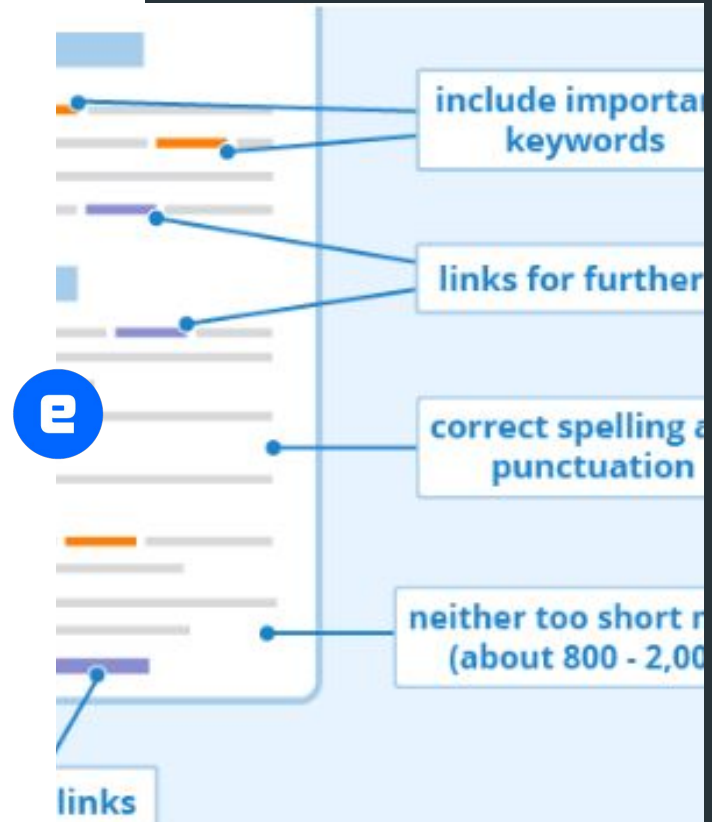 include importa
keywords
links for further
e
correct spelling a
punctuation
neither too short
(about 800 - 2,00
links